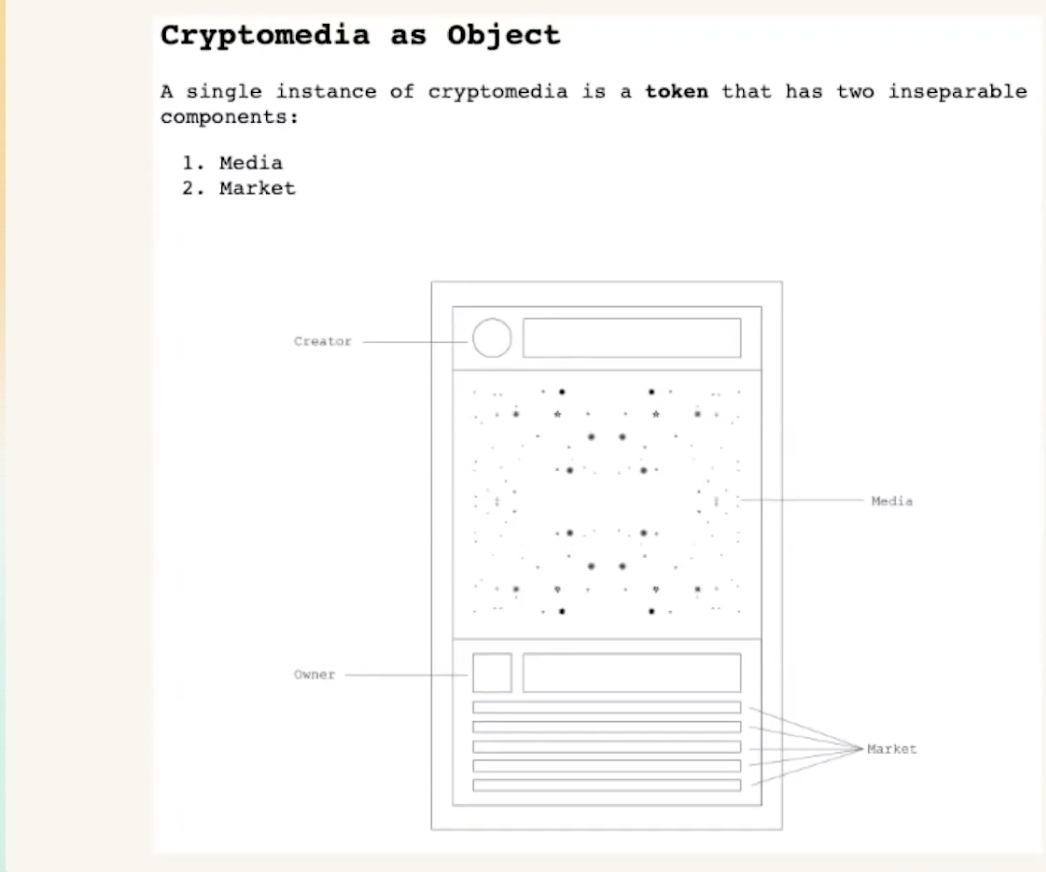 Cryptomedia as Object
A single instance of cryptomedia is a token that has two inseparable
components:
1. Media
2. Market
Creator
Media
Owner
Market